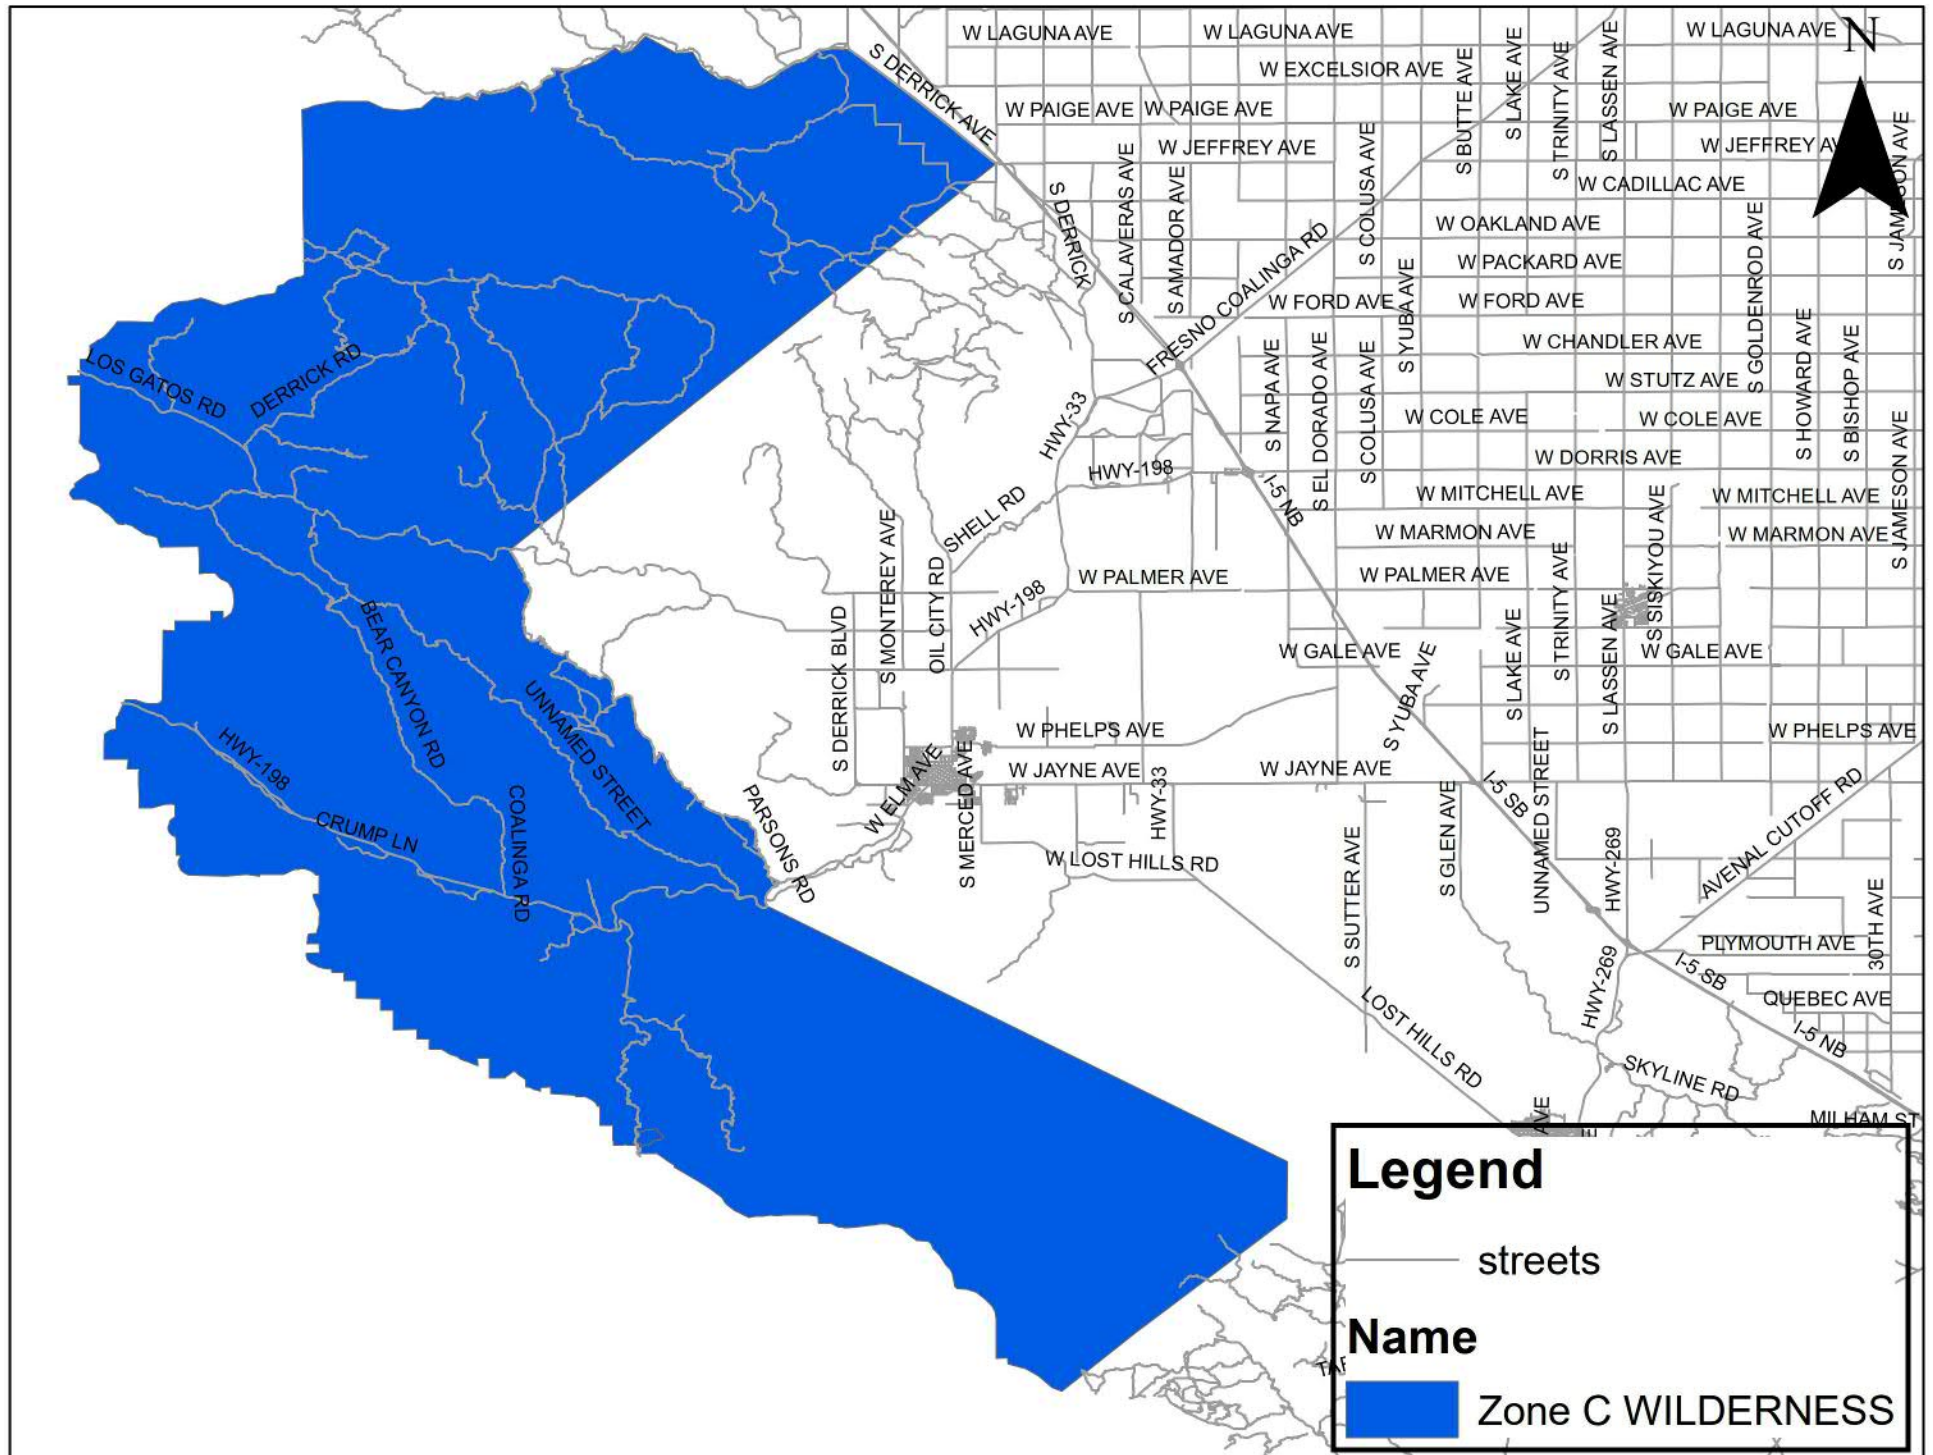 N
W LAGUNA AVE
W LAGUNA AVE
W LAGUNA AVE
S DERRICK AVE
W EXCELSIOR AVE
S BUTTE AVE
S LAKE AVE
S TRINITY AVE
S LASSEN AVE
W PAIGE AVE
W PAIGE AVE
W PAIGE AVE
W JEFFREY AVE
W JEFFREY AV
S JAMESON AVE
S CALAVERAS AVE
S AMADOR AVE
S COLUSA AVE
W CADILLAC AVE
S DERRICK
W OAKLAND AVE
FRESNO COALINGA RD
W PACKARD AVE
S YUBA AVE
S GOLDENROD AVE
W FORD AVE
W FORD AVE
W CHANDLER AVE
S HOWARD AVE
S BISHOP AVE
LOS GATOS RD
DERRICK RD
S NAPA AVE
S EL DORADO AVE
S COLUSA AVE
W STUTZ AVE
HWY-33
W COLE AVE
W COLE AVE
S JAMESON AVE
HWY-198
W DORRIS AVE
I-5 NB
W MITCHELL AVE
W MITCHELL AVE
SHELL RD
S MONTEREY AVE
W MARMON AVE
W MARMON AVE
S SISKIYOU AVE
S TRINITY AVE
OIL CITY RD
W PALMER AVE
W PALMER AVE
HWY-198
S DERRICK BLVD
BEAR CANYON RD
S LAKE AVE
S LASSEN AVE
W GALE AVE
W GALE AVE
S YUBA AVE
UNNAMED STREET
HWY-198
W PHELPS AVE
W PHELPS AVE
W JAYNE AVE
W JAYNE AVE
W ELM AVE
S MERCED AVE
HWY-33
I-5 SB
UNNAMED STREET
AVENAL CUTOFF RD
PARSONS RD
COALINGA RD
CRUMP LN
W LOST HILLS RD
S SUTTER AVE
S GLEN AVE
HWY-269
30TH AVE
PLYMOUTH AVE
I-5 SB
HWY-269
QUEBEC AVE
I-5 NB
LOST HILLS RD
SKYLINE RD
AVE
MILHAM ST
Legend
streets
Name
Zone C WILDERNESS